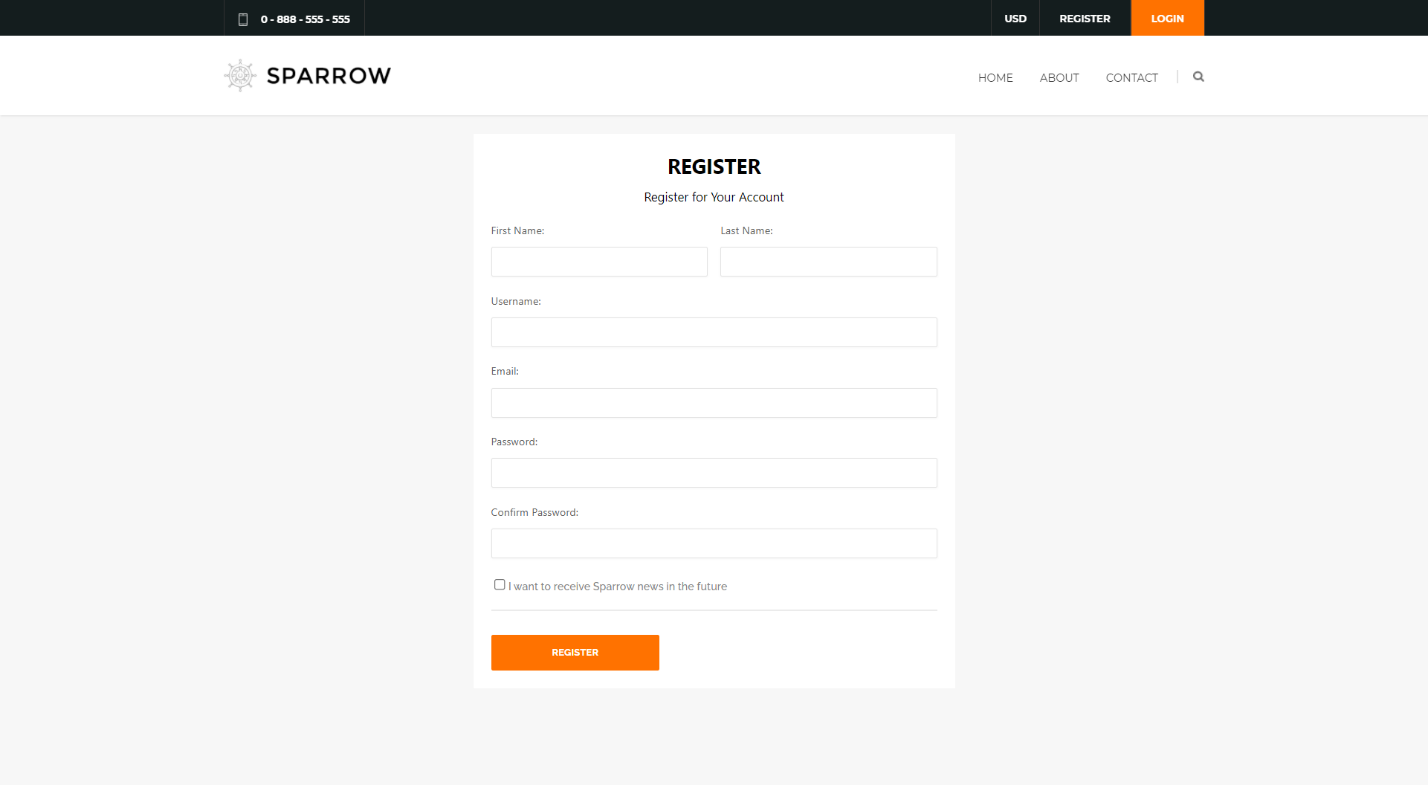 0 - 888 - 555 - 555 USD REGISTER LOGIN
SPARROW HOME ABOUT CONTACT
REGISTER
Register for Your Account
First Name: Last Name:
Username:
Email:
Password:
Confirm Password:
I want to receive Sparrow news in the future
REGISTER